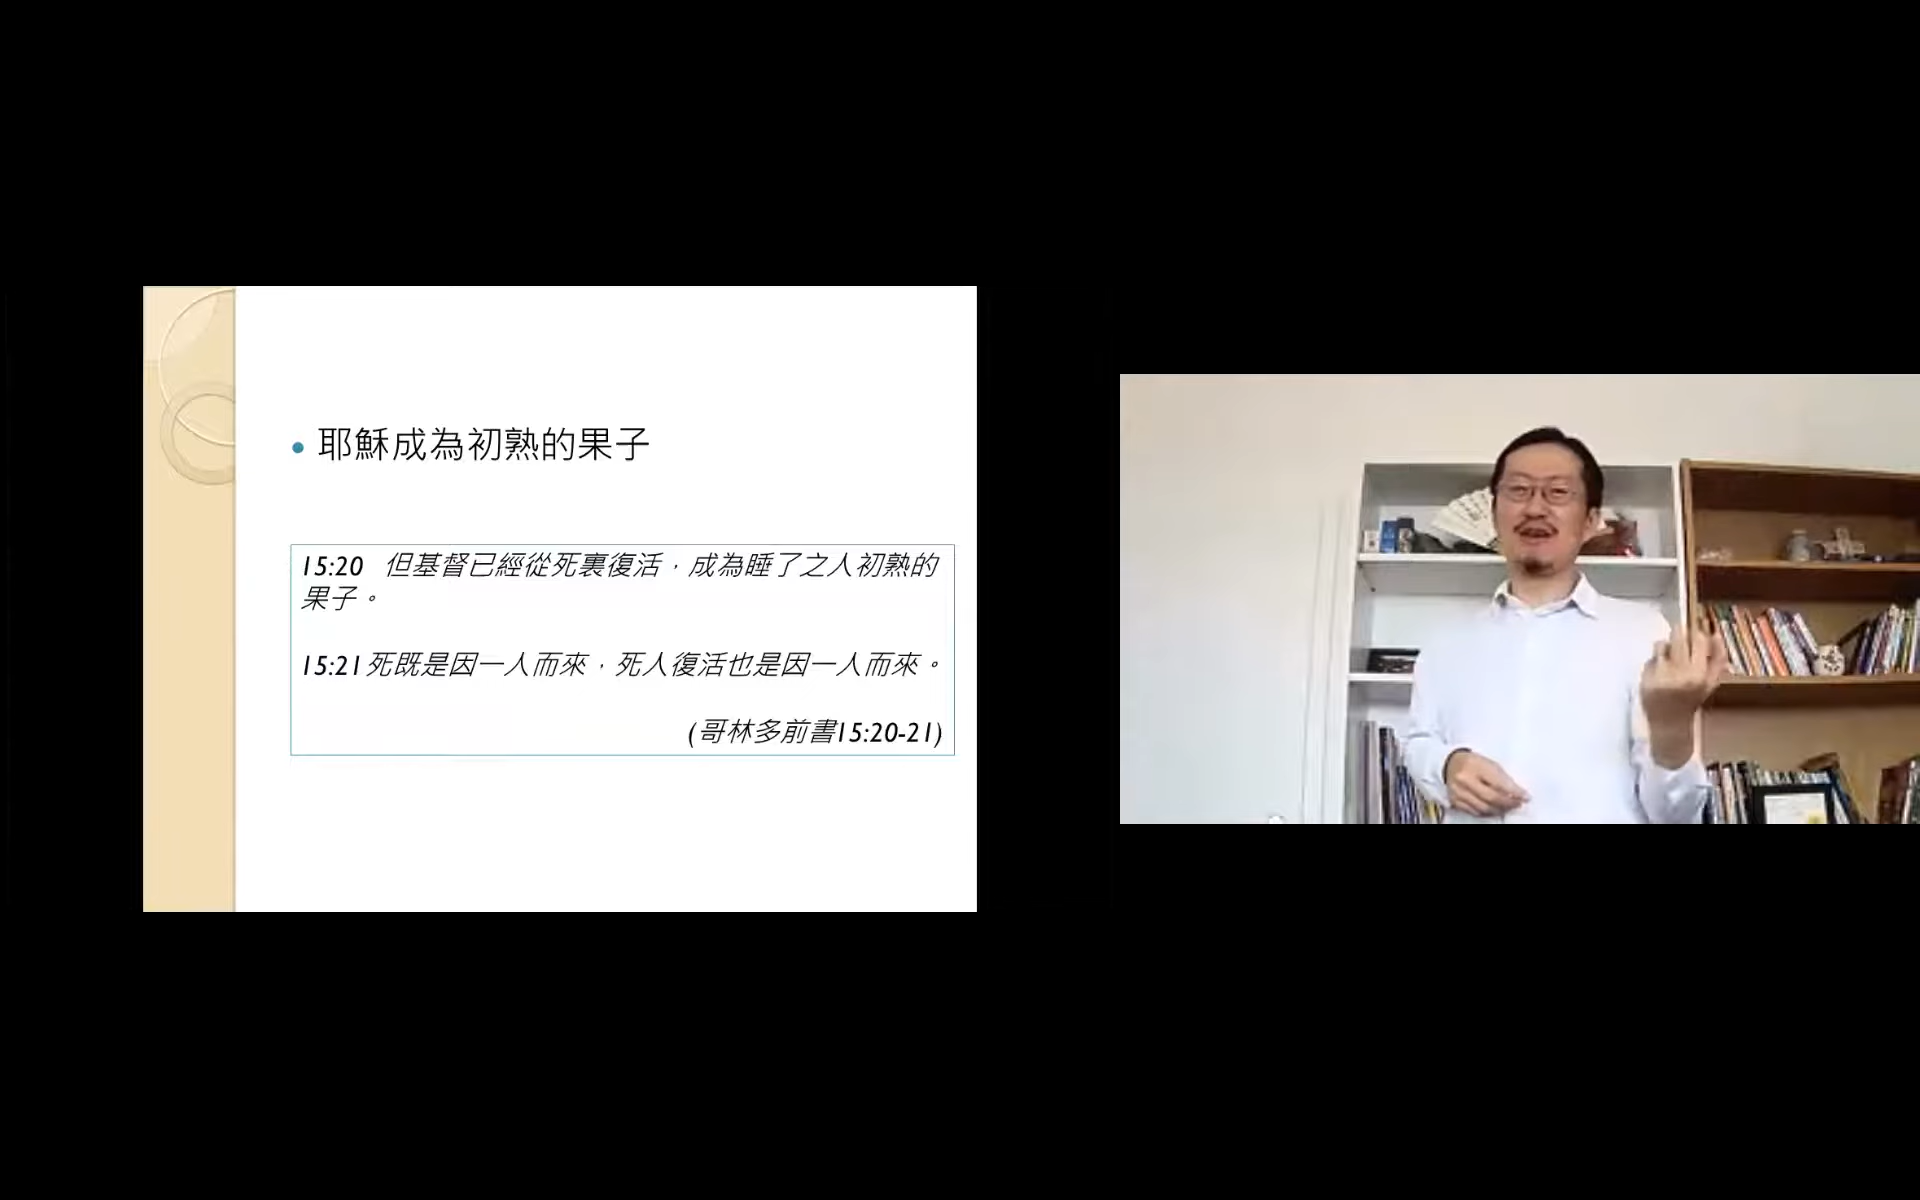 耶穌成為初熟的果子
15:20 但基督已經從死裏復活，成為睡了之人初熟的
果子。
15:21死既是因一人而來，死人復活也是因一人而來。
(哥林多前書15:20-21)